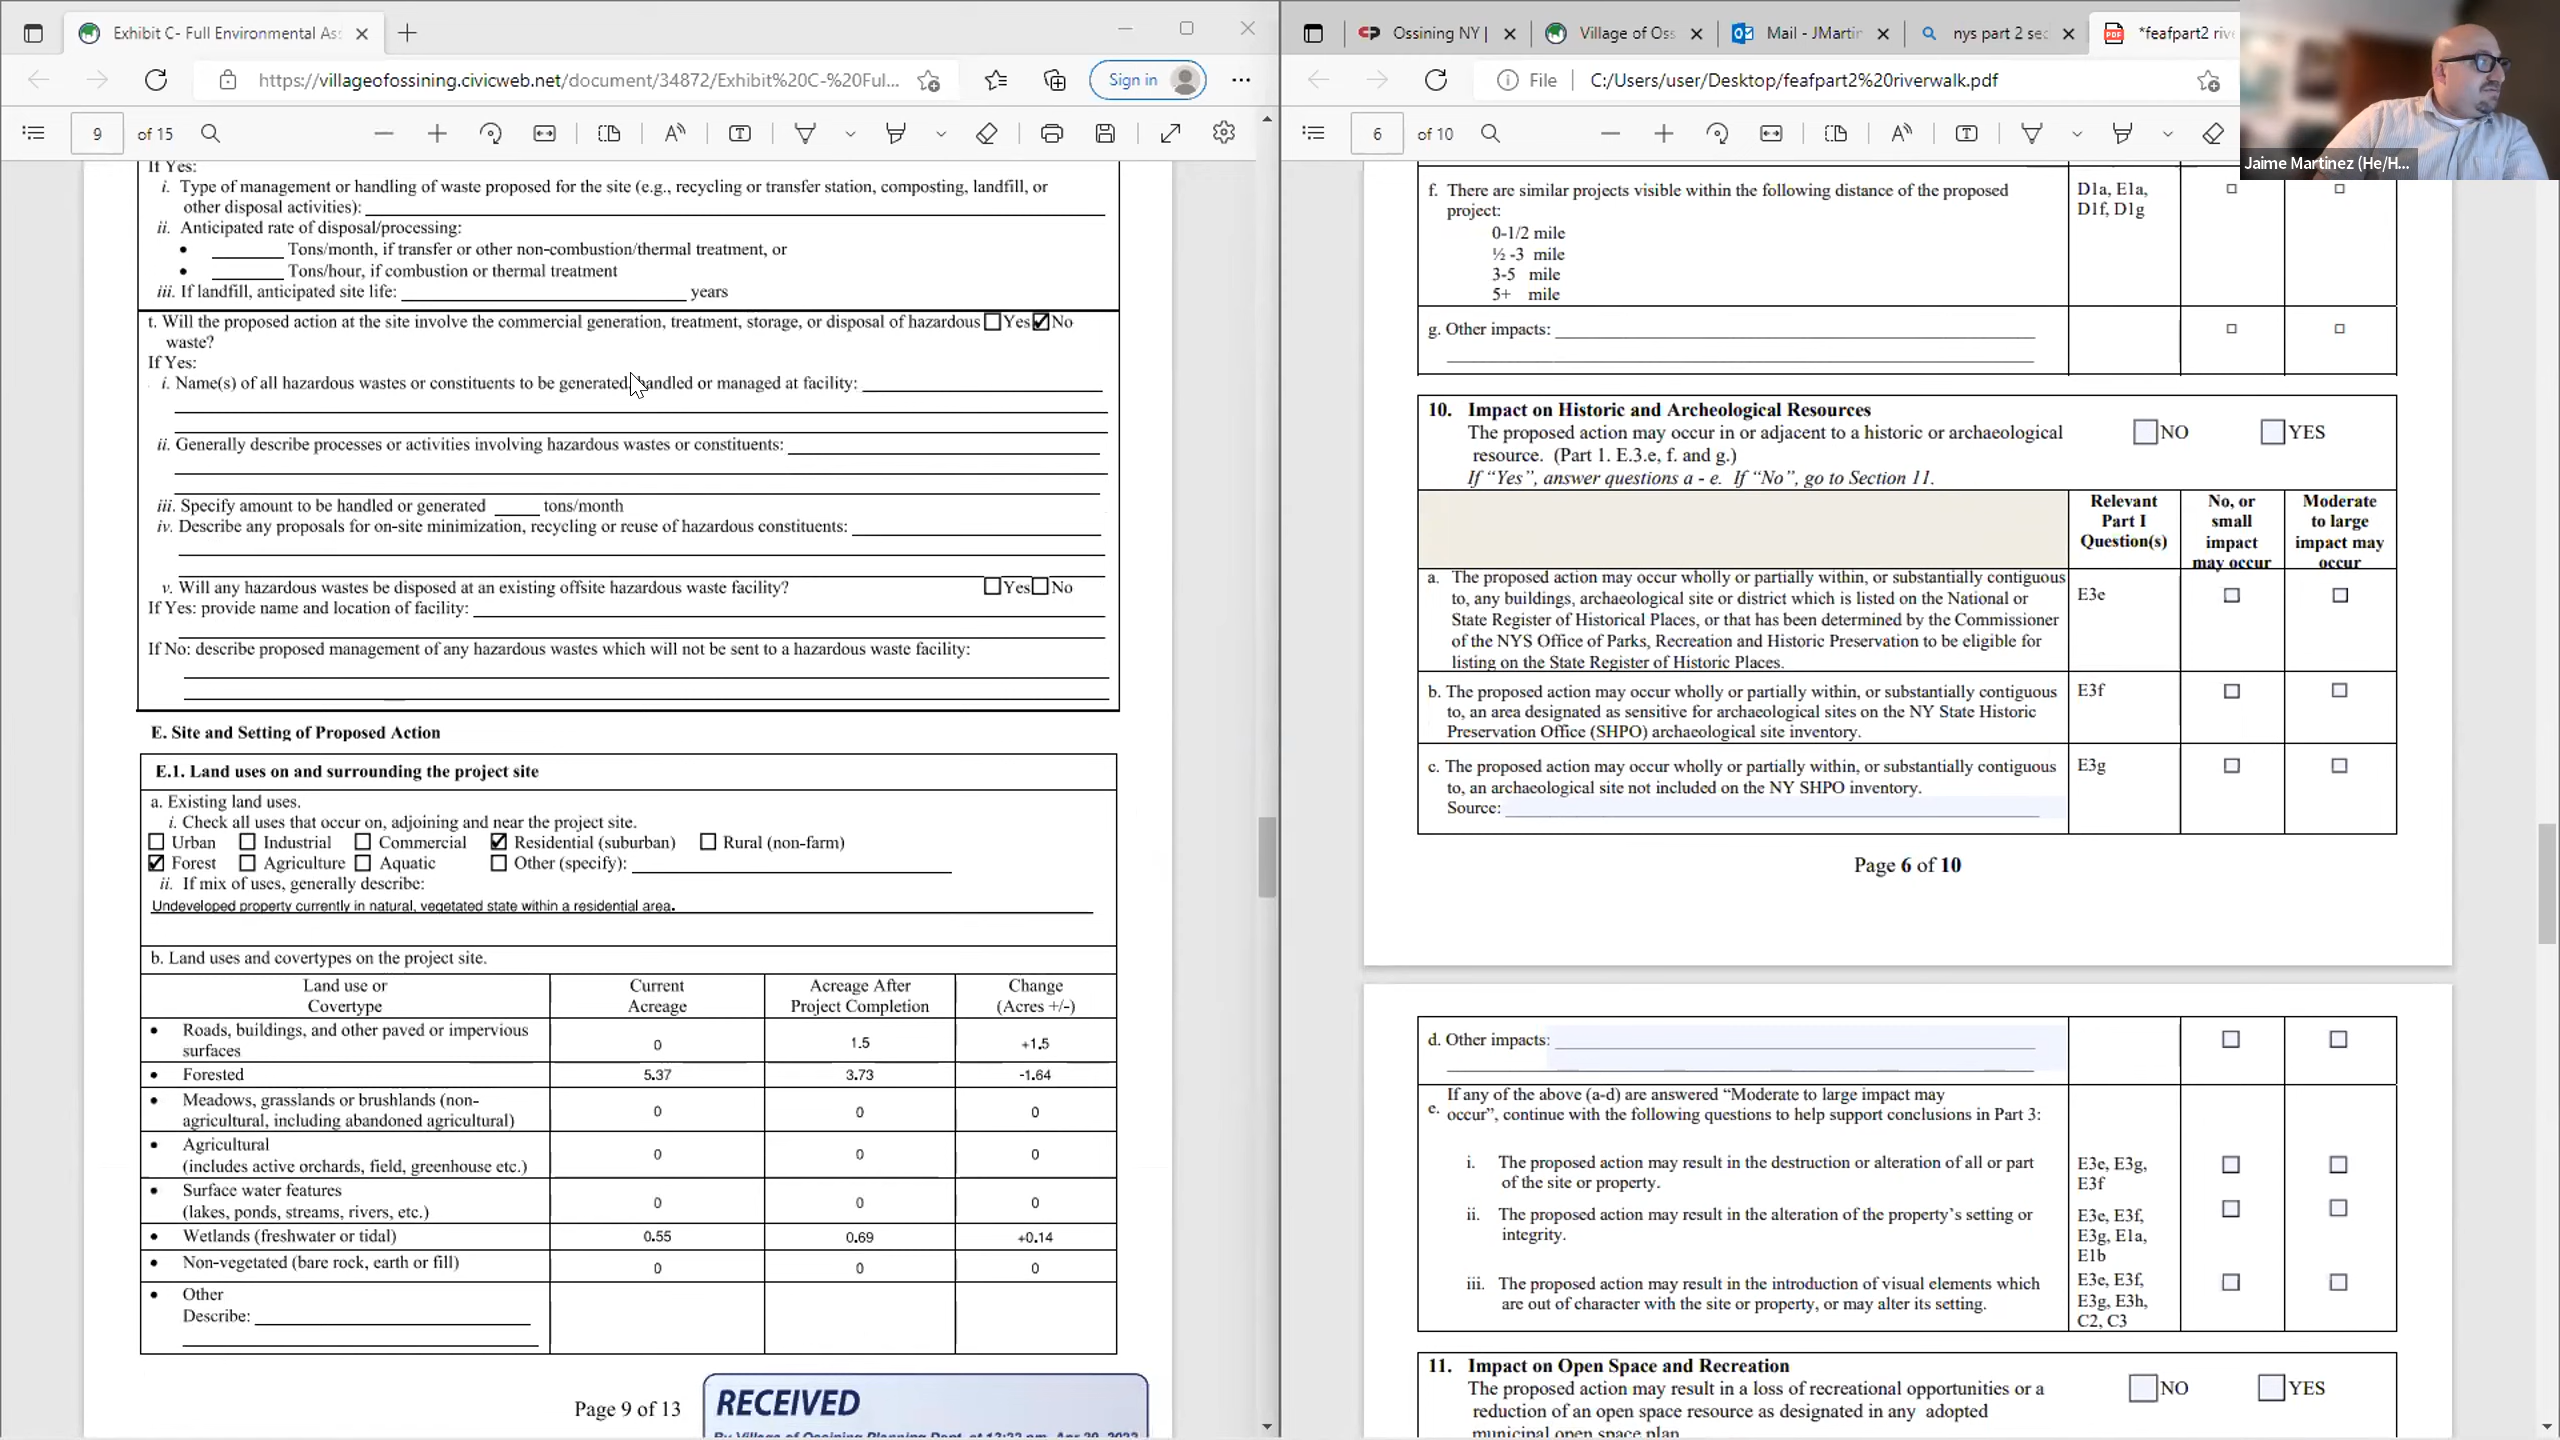 Exhibit C- Full Environmental As
https://villageofossining.civicweb.net/document/34872/Exhibit%20C-%20Ful...
Sign in
9 of 15
If Yes:
i. Type of management or handling of waste proposed for the site (e.g., recycling or transfer station, composting, landfill, or
other disposal activities):
ii. Anticipated rate of disposal/processing:
• Tons/month, if transfer or other non-combustion/thermal treatment, or
• Tons/hour, if combustion or thermal treatment
iii. If landfill, anticipated site life: years
t. Will the proposed action at the site involve the commercial generation, treatment, storage, or disposal of hazardous Yes No
waste?
If Yes:
i. Name(s) of all hazardous wastes or constituents to be generated, handled or managed at facility:
ii. Generally describe processes or activities involving hazardous wastes or constituents:
iii. Specify amount to be handled or generated tons/month
iv. Describe any proposals for on-site minimization, recycling or reuse of hazardous constituents:
v. Will any hazardous wastes be disposed at an existing offsite hazardous waste facility? Yes No
If Yes: provide name and location of facility:
If No: describe proposed management of any hazardous wastes which will not be sent to a hazardous waste facility:
E. Site and Setting of Proposed Action
E.1. Land uses on and surrounding the project site
a. Existing land uses.
i. Check all uses that occur on, adjoining and near the project site.
Urban Industrial Commercial Residential (suburban) Rural (non-farm)
Forest Agriculture Aquatic Other (specify):
ii. If mix of uses, generally describe:
Undeveloped property currently in natural, vegetated state within a residential area.
b. Land uses and covertypes on the project site.
Land use or Current Acreage After Change
Covertype Acreage Project Completion (Acres +/-)
• Roads, buildings, and other paved or impervious
surfaces 0 1.5 +1.5
• Forested 5.37 3.73 -1.64
• Meadows, grasslands or brushlands (non-
agricultural, including abandoned agricultural) 0 0 0
• Agricultural
(includes active orchards, field, greenhouse etc.) 0 0 0
• Surface water features
(lakes, ponds, streams, rivers, etc.) 0 0 0
• Wetlands (freshwater or tidal) 0.55 0.69 +0.14
• Non-vegetated (bare rock, earth or fill) 0 0 0
• Other
Describe:
Page 9 of 13
RECEIVED
By Village of Ossining Planning Dept. at 12:22 pm, Apr 20, 2022
Ossining NY |
Village of Oss
Mail - JMartin
nys part 2 sec
*feafpart2 rive
File C:/Users/user/Desktop/feafpart2%20riverwalk.pdf
6 of 10
Jaime Martinez (He/H...
f. There are similar projects visible within the following distance of the proposed D1a, E1a,
project: D1f, D1g
0-1/2 mile
½ -3 mile
3-5 mile
5+ mile
g. Other impacts:
10. Impact on Historic and Archeological Resources
The proposed action may occur in or adjacent to a historic or archaeological NO YES
resource. (Part 1. E.3.e, f. and g.)
If “Yes”, answer questions a - e. If “No”, go to Section 11.
Relevant No, or Moderate
Part I small to large
Question(s) impact impact may
may occur occur
a. The proposed action may occur wholly or partially within, or substantially contiguous
to, any buildings, archaeological site or district which is listed on the National or E3e
State Register of Historical Places, or that has been determined by the Commissioner
of the NYS Office of Parks, Recreation and Historic Preservation to be eligible for
listing on the State Register of Historic Places.
b. The proposed action may occur wholly or partially within, or substantially contiguous E3f
to, an area designated as sensitive for archaeological sites on the NY State Historic
Preservation Office (SHPO) archaeological site inventory.
c. The proposed action may occur wholly or partially within, or substantially contiguous E3g
to, an archaeological site not included on the NY SHPO inventory.
Source:
Page 6 of 10
d. Other impacts:
If any of the above (a-d) are answered “Moderate to large impact may
e. occur”, continue with the following questions to help support conclusions in Part 3:
i. The proposed action may result in the destruction or alteration of all or part E3e, E3g,
of the site or property. E3f
ii. The proposed action may result in the alteration of the property’s setting or E3e, E3f,
integrity. E3g, E1a,
E1b
iii. The proposed action may result in the introduction of visual elements which E3e, E3f,
are out of character with the site or property, or may alter its setting. E3g, E3h,
C2, C3
11. Impact on Open Space and Recreation
The proposed action may result in a loss of recreational opportunities or a NO YES
reduction of an open space resource as designated in any adopted
municipal open space plan.